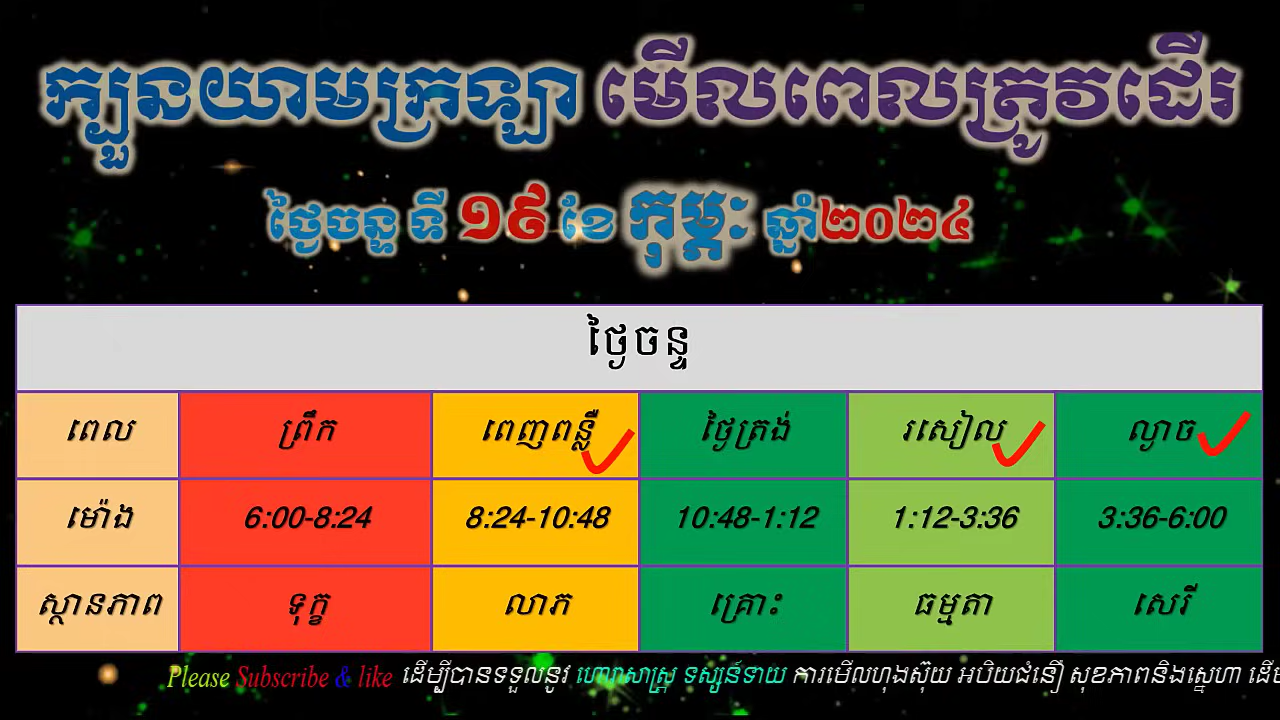 ក្បួនយាមក្រឡា មើលពេលត្រូវដើរ
ថ្ងៃចន្ទ ទី ១៩ ខែ កុម្ភៈ ឆ្នាំ២០២៤
ថ្ងៃចន្ទ
ពេល ព្រឹក ពេញពន្លឺ ថ្ងៃត្រង់ រសៀល ល្ងាច
ម៉ោង 6:00-8:24 8:24-10:48 10:48-1:12 1:12-3:36 3:36-6:00
ស្ថានភាព ទុក្ខ លាភ គ្រោះ ធម្មតា សេរី
Please Subscribe & like ដើម្បីបានទទួលនូវ ហោរាសាស្ត្រ ទស្សន៍ទាយ ការមើលហុងស៊ុយ អបិយជំនឿ សុខភាពនិងស្នេហា